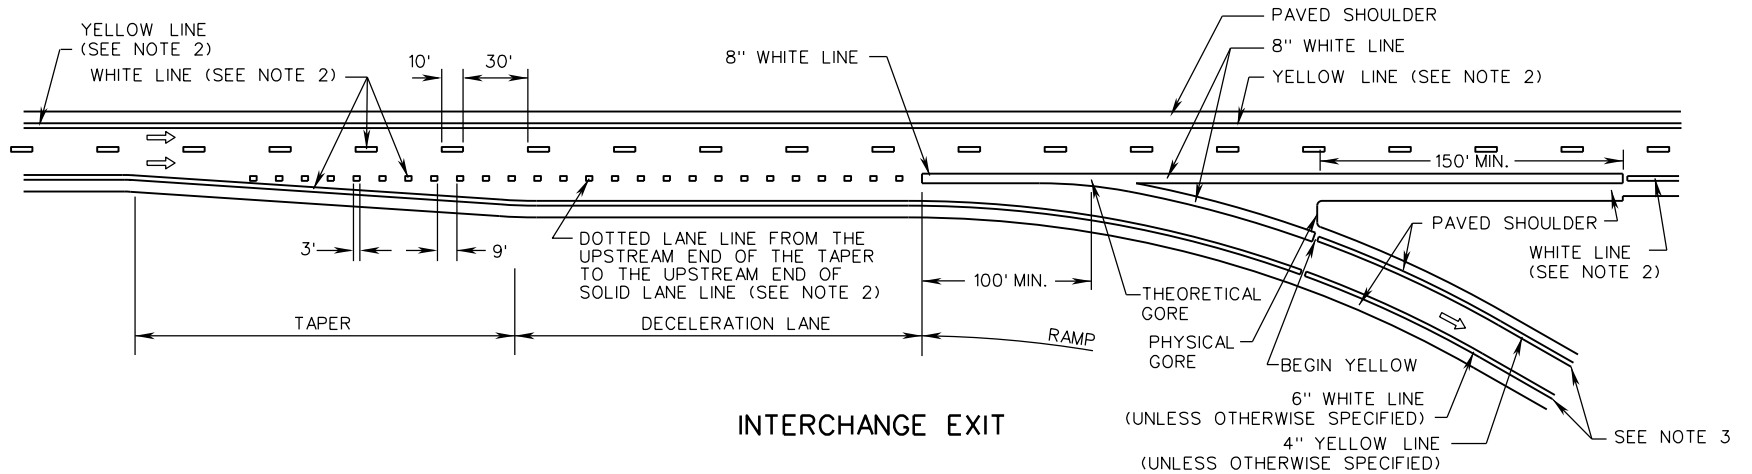 YELLOW LINE
(SEE NOTE 2)
WHITE LINE (SEE NOTE 2)
10'
30'
8" WHITE LINE
PAVED SHOULDER
8" WHITE LINE
YELLOW LINE (SEE NOTE 2)
150' MIN.
3'
9'
DOTTED LANE LINE FROM THE
UPSTREAM END OF THE TAPER
TO THE UPSTREAM END OF
SOLID LANE LINE (SEE NOTE 2)
100' MIN.
THEORETICAL
GORE
PAVED SHOULDER
WHITE LINE
(SEE NOTE 2)
TAPER
DECELERATION LANE
RAMP
PHYSICAL
GORE
BEGIN YELLOW
6" WHITE LINE
(UNLESS OTHERWISE SPECIFIED)
4" YELLOW LINE
(UNLESS OTHERWISE SPECIFIED)
SEE NOTE 3
INTERCHANGE EXIT